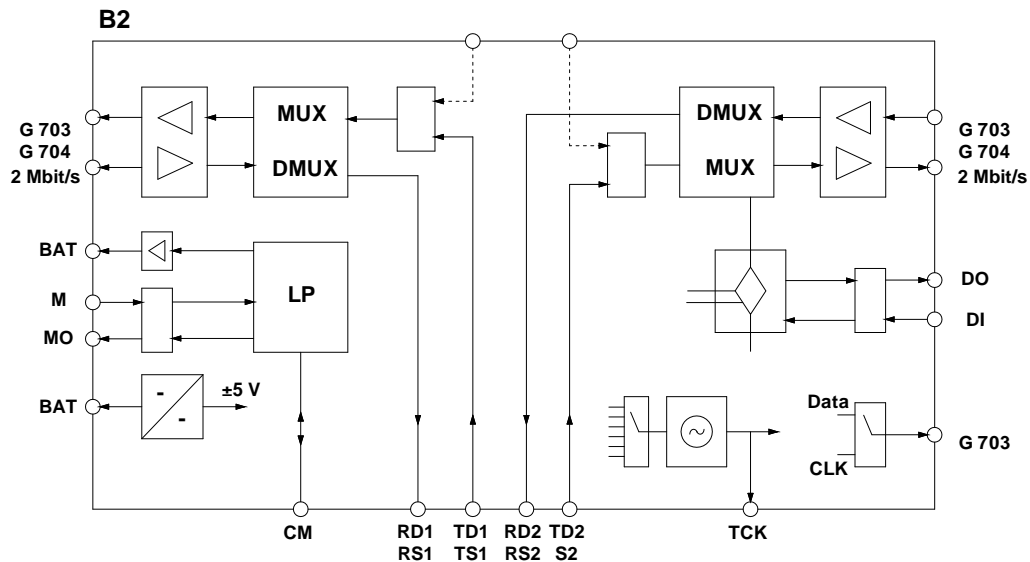 B2
G 703
G 704
2 Mbit/s
MUX
DMUX
DMUX
MUX
G 703
G 704
2 Mbit/s
BAT
M
MO
LP
DO
DI
BAT
-
-
±5 V
~
Data
CLK
G 703
CM
RD1
RS1
TD1
TS1
RD2
RS2
TD2
S2
TCK